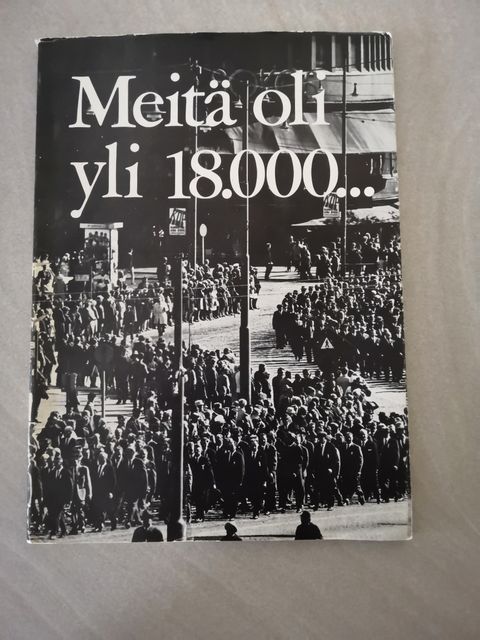 Meitä oli
yli 18.000...